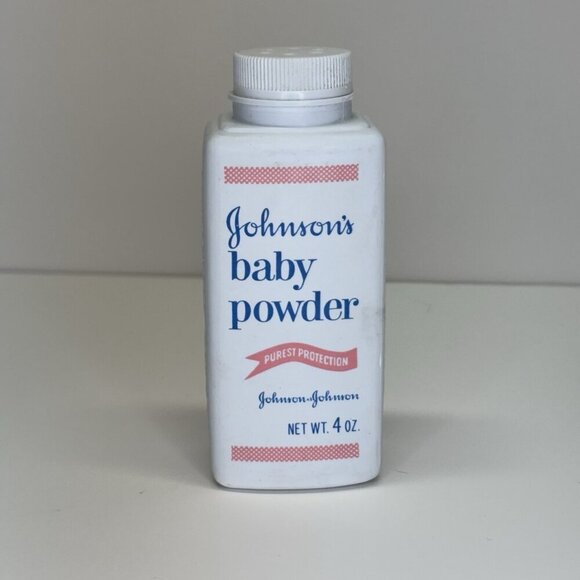 Johnson's
baby
powder
PUREST PROTECTION
Johnson & Johnson
NET WT. 4 OZ.